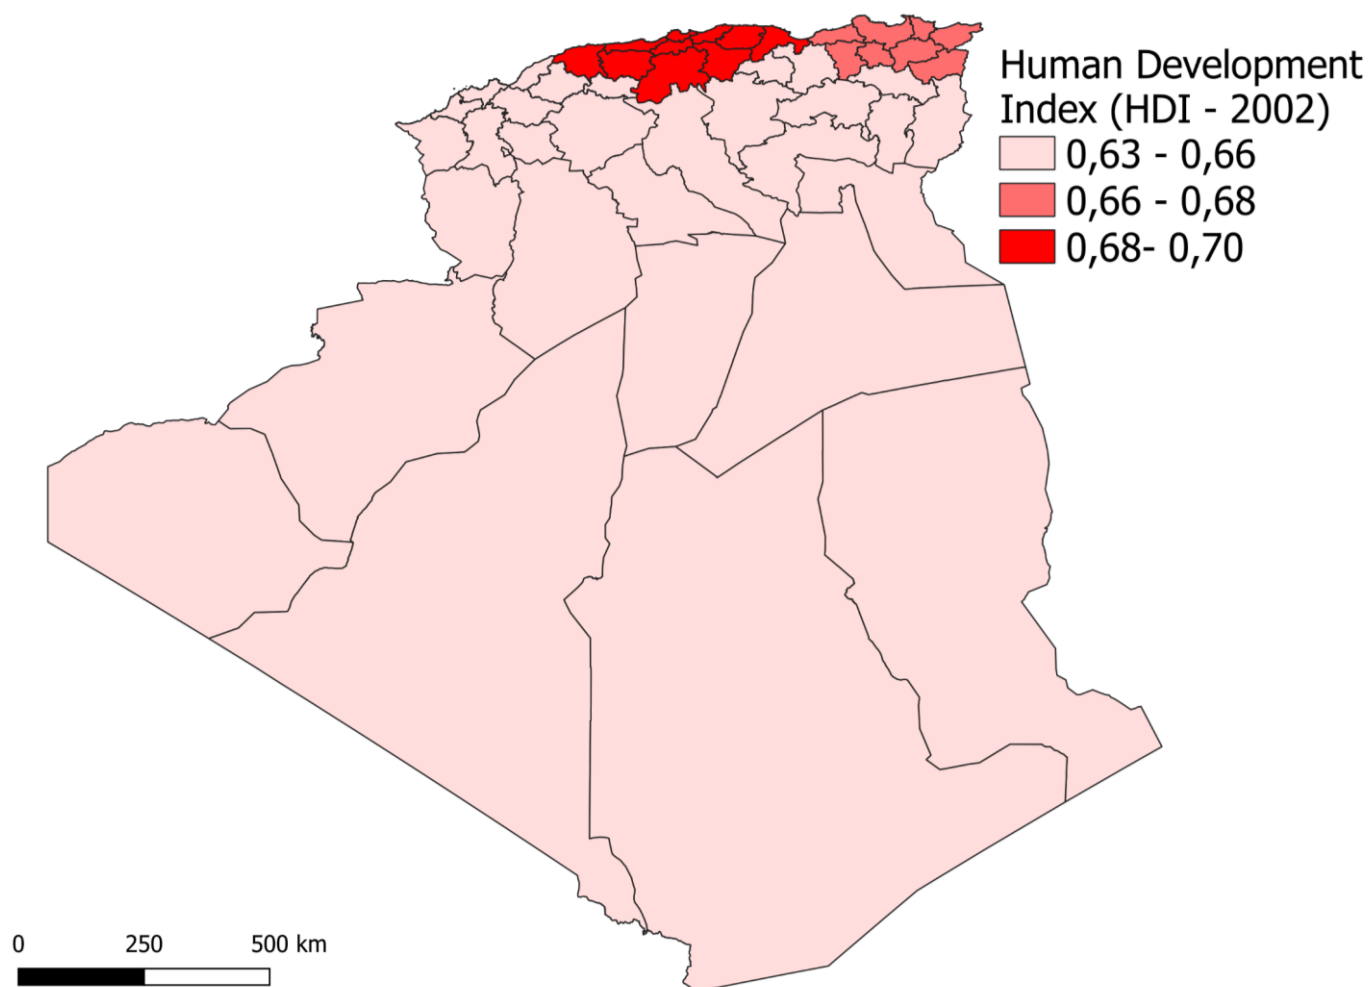 Human Development
Index (HDI - 2002)
0,63 - 0,66
0,66 - 0,68
0,68- 0,70
0 250 500 km